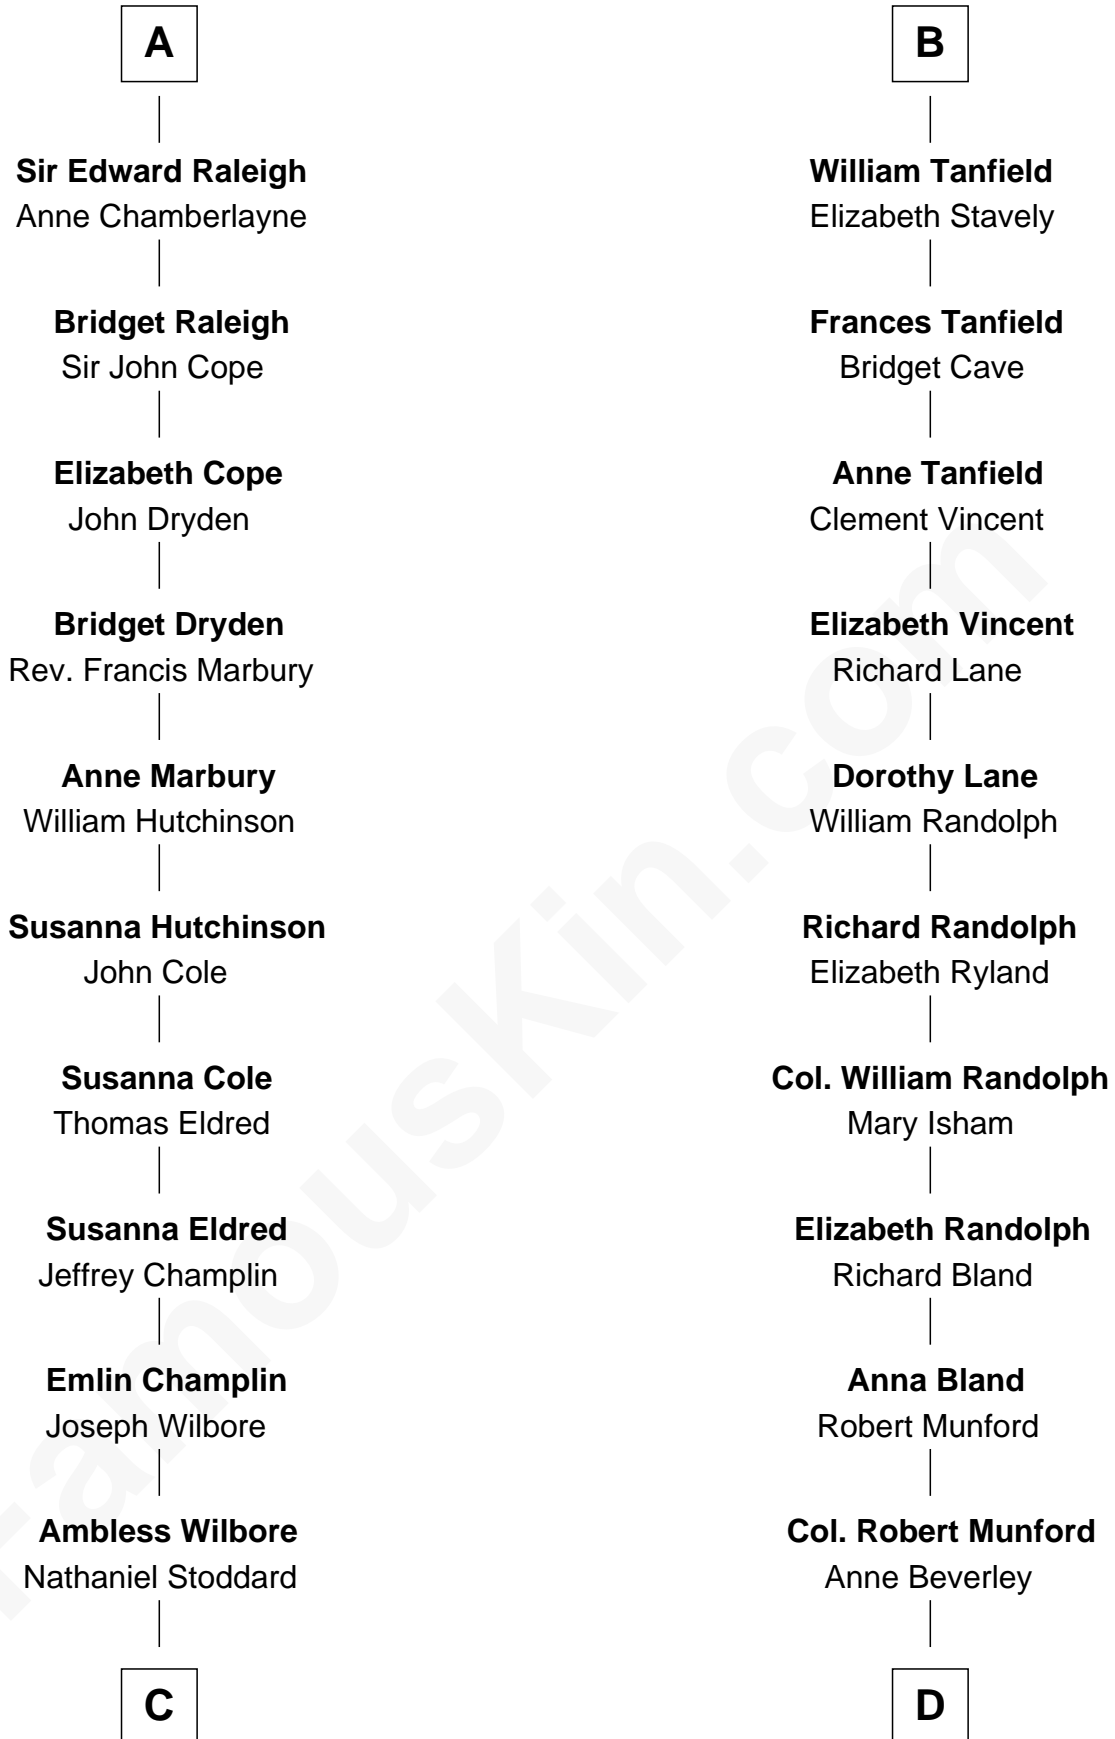 A
Sir Edward Raleigh
Anne Chamberlayne
Bridget Raleigh
Sir John Cope
Elizabeth Cope
John Dryden
Bridget Dryden
Rev. Francis Marbury
Anne Marbury
William Hutchinson
Susanna Hutchinson
John Cole
Susanna Cole
Thomas Eldred
Susanna Eldred
Jeffrey Champlin
Emlin Champlin
Joseph Wilbore
Ambless Wilbore
Nathaniel Stoddard
C
B
William Tanfield
Elizabeth Stavely
Frances Tanfield
Bridget Cave
Anne Tanfield
Clement Vincent
Elizabeth Vincent
Richard Lane
Dorothy Lane
William Randolph
Richard Randolph
Elizabeth Ryland
Col. William Randolph
Mary Isham
Elizabeth Randolph
Richard Bland
Anna Bland
Robert Munford
Col. Robert Munford
Anne Beverley
D
FamousKin.com